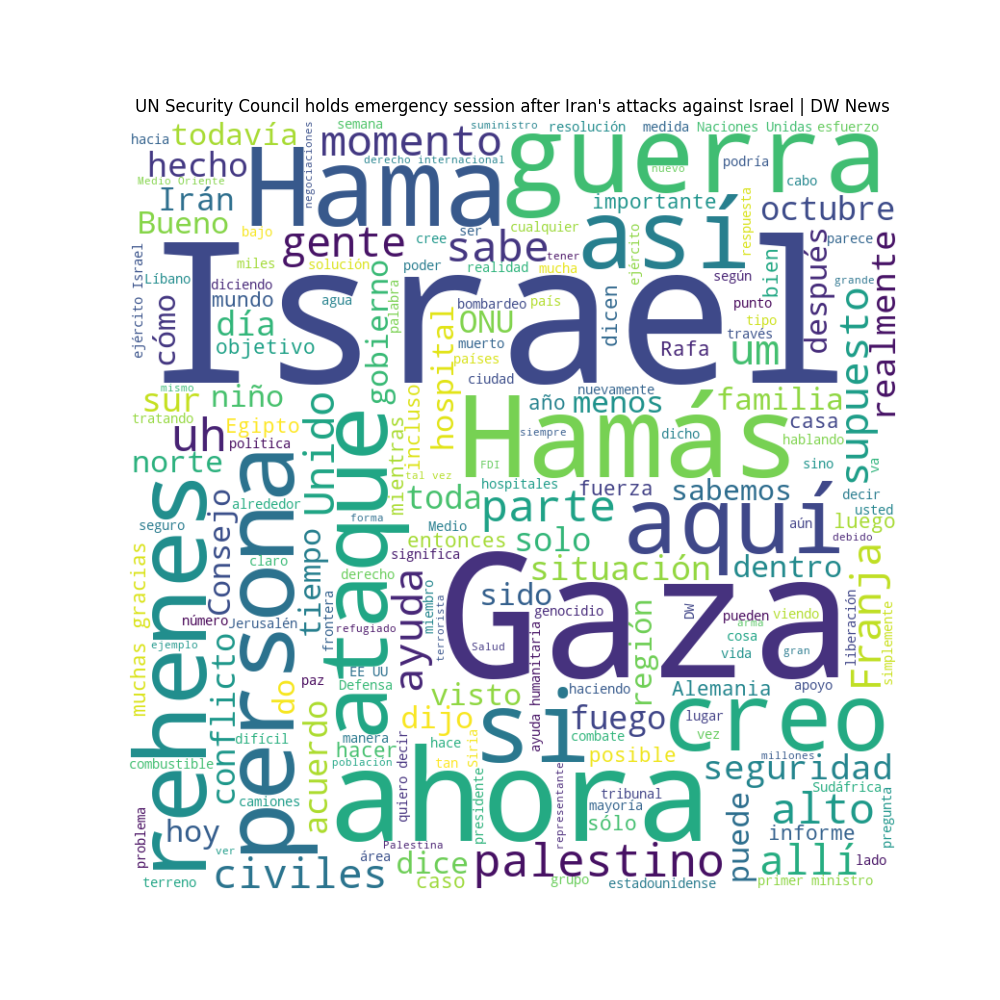 UN Security Council holds emergency session after Iran's attacks against Israel | DW News
hacia
todavía
semana
negociaciones
momento
suministro
resolución
medida
Naciones Unidas
esfuerzo
hecho
Hama
derecho internacional
guerra
nuevo
podría
cabo
Medio Oriente
Irán
importante
respuesta
octubre
Bueno
bajo
gente
cree
ser
sabe
cualquier
así
ejército
parece
después
realmente
ejército Israel
Líbano
cómo
miles
diciendo
solución
mundo
Israel
poder
realidad
tener
mucha
según
bien
grande
agua
palabra
gobierno
bombardeo
país
dicen
punto
tipo
través
día
objetivo
hospital
ONU
muerto
países
Rafa
um
supuesto
ciudad
mismo
sur
niño
nuevamente
año
menos
familia
tratando
Egipto
Unido
incluso
Hamás
siempre
dicho
casa
hablando
uh
política
mientras
FDI
sino
va
norte
tal vez
hospitales
fuerza
sabemos
decir
usted
rehenes
persona
ataque
alrededor
toda
parte
aquí
aún
luego
debido
Consejo
seguro
forma
Medio
entonces
solo
tiempo
claro
significa
situación
dentro
muchas gracias
derecho
ayuda
miembro
sido
genocidio
Gaza
DW
pueden
viendo
Franja
número
Jerusalén
frontera
refugiado
terrorista
región
arma
cosa
liberación
simplemente
ejemplo
conflicto
Salud
ayuda humanitaria
vida
gran
paz
EE UU
Defensa
visto
haciendo
Alemania
apoyo
do
acuerdo
dijo
si
fuego
creo
lugar
difícil
manera
hacer
hace
combate
vez
combustible
población
quiero decir
tan
Siria
posible
millones
seguridad
camiones
ahora
presidente
representante
tribunal
mayoría
Sudáfrica
problema
hoy
sólo
puede
alto
informe
pregunta
ver
Palestina
área
dice
palestino
allí
lado
terreno
civiles
caso
grupo
estadounidense
primer ministro